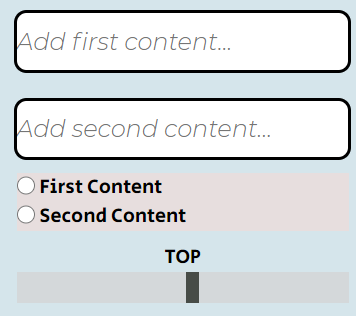 Add first content...
Add second content...
First Content
Second Content
TOP